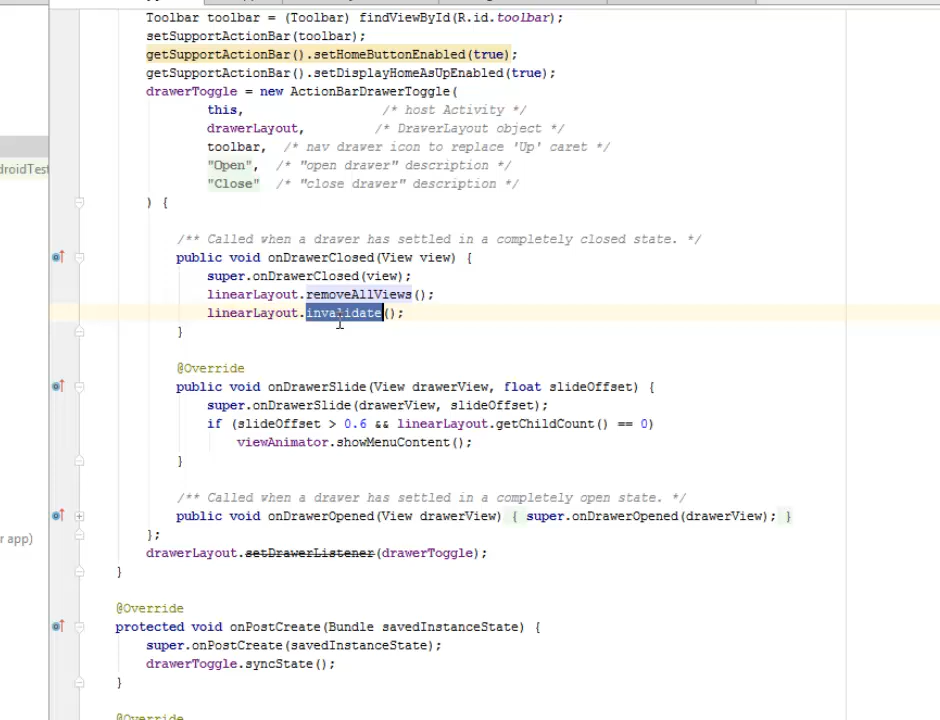 Toolbar toolbar = (Toolbar) findViewById(R.id.toolbar);
setSupportActionBar(toolbar);
getSupportActionBar().setHomeButtonEnabled(true);
getSupportActionBar().setDisplayHomeAsUpEnabled(true);
drawerToggle = new ActionBarDrawerToggle(
this, /* host Activity */
drawerLayout, /* DrawerLayout object */
toolbar, /* nav drawer icon to replace 'Up' caret */
droidTest
"Open", /* "open drawer" description */
"Close" /* "close drawer" description */
) {
/** Called when a drawer has settled in a completely closed state. */
public void onDrawerClosed(View view) {
super.onDrawerClosed(view);
linearLayout.removeAllViews();
linearLayout.invalidate();
}
@Override
public void onDrawerSlide(View drawerView, float slideOffset) {
super.onDrawerSlide(drawerView, slideOffset);
if (slideOffset > 0.6 && linearLayout.getChildCount() == 0)
viewAnimator.showMenuContent();
}
/** Called when a drawer has settled in a completely open state. */
public void onDrawerOpened(View drawerView) { super.onDrawerOpened(drawerView); }
};
r app)
drawerLayout.setDrawerListener(drawerToggle);
}
@Override
protected void onPostCreate(Bundle savedInstanceState) {
super.onPostCreate(savedInstanceState);
drawerToggle.syncState();
}
@Override